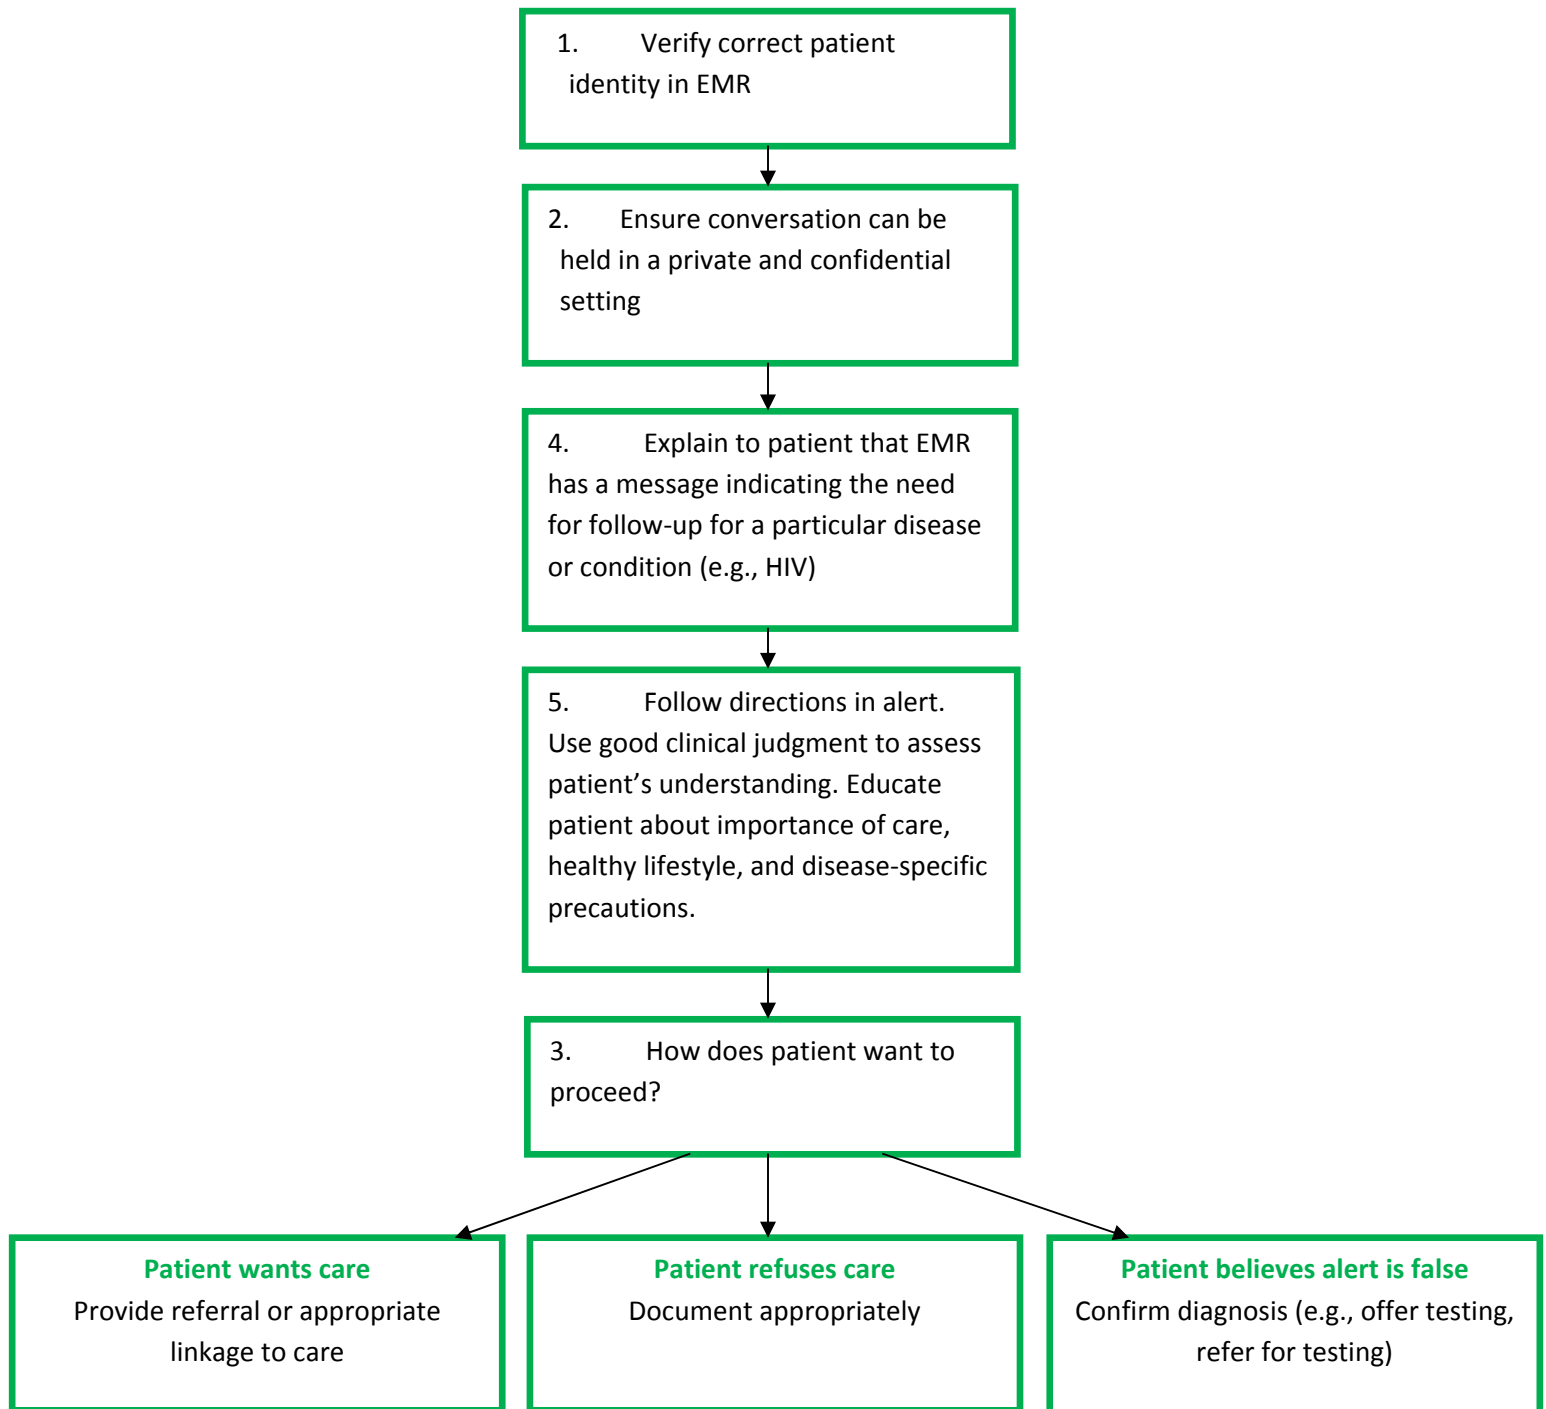 1. Verify correct patient
identity in EMR
2. Ensure conversation can be
held in a private and confidential
setting
4. Explain to patient that EMR
has a message indicating the need
for follow-up for a particular disease
or condition (e.g., HIV)
5. Follow directions in alert.
Use good clinical judgment to assess
patient’s understanding. Educate
patient about importance of care,
healthy lifestyle, and disease-specific
precautions.
3. How does patient want to
proceed?
Patient wants care
Provide referral or appropriate
linkage to care
Patient refuses care
Document appropriately
Patient believes alert is false
Confirm diagnosis (e.g., offer testing,
refer for testing)